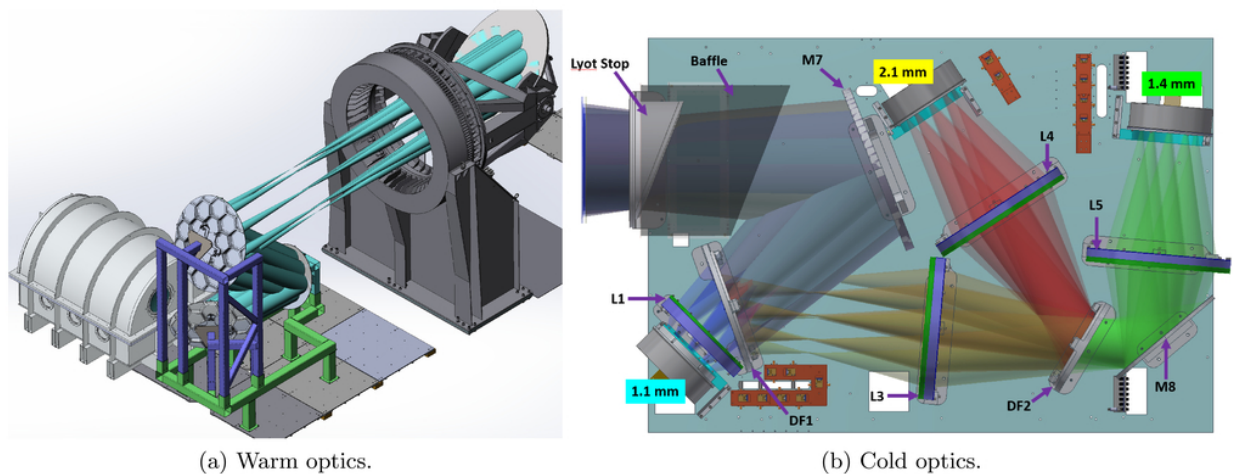 Lyot Stop
Baffle
M7
2.1 mm
1.4 mm
L4
L5
L1
1.1 mm
DF1
L3
DF2
M8
(a) Warm optics.
(b) Cold optics.